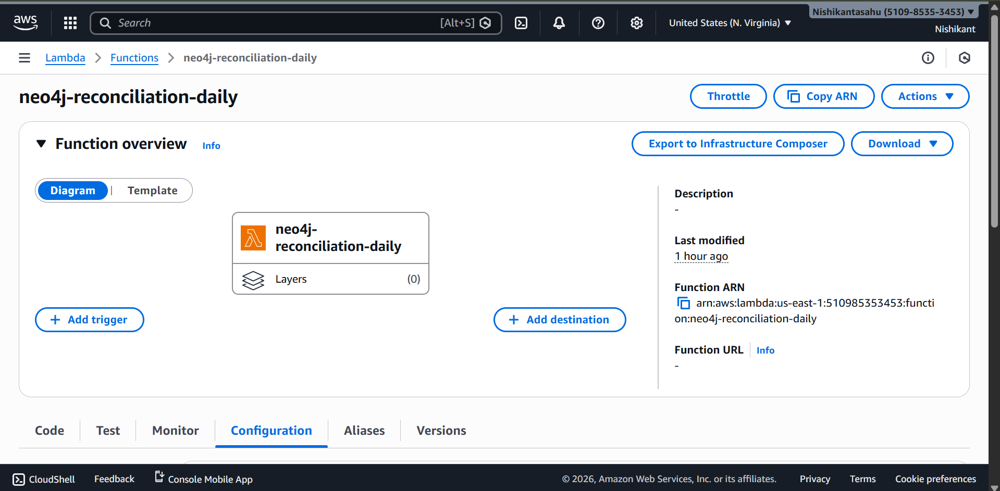 aws
Search
[Alt+S]
United States (N. Virginia)
Nishikantasahu (5109-8535-3453)
Nishikant
Lambda
Functions
neo4j-reconciliation-daily
neo4j-reconciliation-daily
Throttle
Copy ARN
Actions
Function overview
Info
Export to Infrastructure Composer
Download
Diagram
Template
neo4j-
reconciliation-daily
Layers
(0)
Add trigger
Add destination
Description
-
Last modified
1 hour ago
Function ARN
arn:aws:lambda:us-east-1:510985353453:functi
on:neo4j-reconciliation-daily
Function URL
Info
-
Code
Test
Monitor
Configuration
Aliases
Versions
CloudShell
Feedback
Console Mobile App
© 2026, Amazon Web Services, Inc. or its affiliates.
Privacy
Terms
Cookie preferences